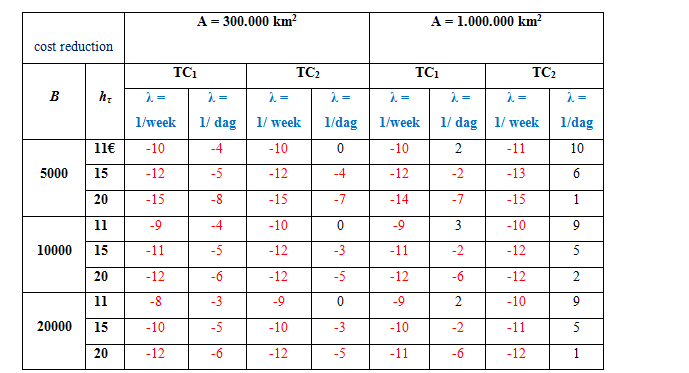 A = 300.000 km² A = 1.000.000 km²
cost reduction
TC₁ TC₂ TC₁ TC₂
B hτ λ = λ = λ = λ = λ = λ = λ = λ =
1/week 1/ dag 1/ week 1/dag 1/week 1/ dag 1/ week 1/dag
11€ -10 -4 -10 0 -10 2 -11 10
5000 15 -12 -5 -12 -4 -12 -2 -13 6
20 -15 -8 -15 -7 -14 -7 -15 1
11 -9 -4 -10 0 -9 3 -10 9
10000 15 -11 -5 -12 -3 -11 -2 -12 5
20 -12 -6 -12 -5 -12 -6 -12 2
11 -8 -3 -9 0 -9 2 -10 9
20000 15 -10 -5 -10 -3 -10 -2 -11 5
20 -12 -6 -12 -5 -11 -6 -12 1